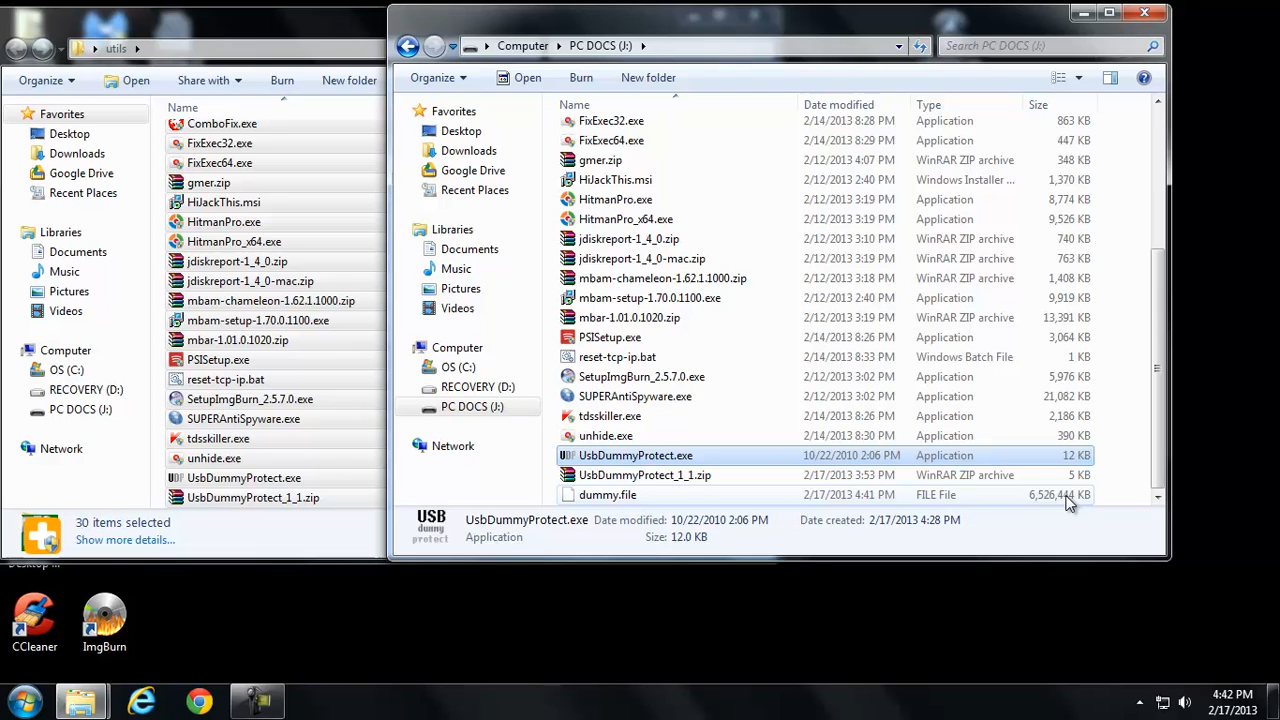 utils
Organize
Open
Share with
Burn
New folder
Favorites
Desktop
Downloads
Google Drive
Recent Places
Libraries
Documents
Music
Pictures
Videos
Computer
OS (C:)
RECOVERY (D:)
PC DOCS (J:)
Network
Name
ComboFix.exe
FixExec32.exe
FixExec64.exe
gmer.zip
HiJackThis.msi
HitmanPro.exe
HitmanPro_x64.exe
jdiskreport-1_4_0.zip
jdiskreport-1_4_0-mac.zip
mbam-chameleon-1.62.1.1000.zip
mbam-setup-1.70.0.1100.exe
mbar-1.01.0.1020.zip
PSISetup.exe
reset-tcp-ip.bat
SetupImgBurn_2.5.7.0.exe
SUPERAntiSpyware.exe
tdsskiller.exe
unhide.exe
UsbDummyProtect.exe
UsbDummyProtect_1_1.zip
30 items selected
Show more details...
Computer PC DOCS (J:)
Search PC DOCS (J:)
Organize Open Burn New folder
Favorites
Desktop
Downloads
Google Drive
Recent Places
Libraries
Documents
Music
Pictures
Videos
Computer
OS (C:)
RECOVERY (D:)
PC DOCS (J:)
Network
Name Date modified Type Size
FixExec32.exe 2/14/2013 8:28 PM Application 863 KB
FixExec64.exe 2/14/2013 8:29 PM Application 447 KB
gmer.zip 2/12/2013 4:07 PM WinRAR ZIP archive 348 KB
HiJackThis.msi 2/12/2013 2:40 PM Windows Installer ... 1,370 KB
HitmanPro.exe 2/12/2013 3:19 PM Application 8,774 KB
HitmanPro_x64.exe 2/12/2013 3:19 PM Application 9,526 KB
jdiskreport-1_4_0.zip 2/12/2013 3:10 PM WinRAR ZIP archive 740 KB
jdiskreport-1_4_0-mac.zip 2/12/2013 3:19 PM WinRAR ZIP archive 763 KB
mbam-chameleon-1.62.1.1000.zip 2/12/2013 3:18 PM WinRAR ZIP archive 1,408 KB
mbam-setup-1.70.0.1100.exe 2/12/2013 2:40 PM Application 9,919 KB
mbar-1.01.0.1020.zip 2/12/2013 3:19 PM WinRAR ZIP archive 13,391 KB
PSISetup.exe 2/14/2013 8:26 PM Application 3,064 KB
reset-tcp-ip.bat 2/14/2013 8:33 PM Windows Batch File 1 KB
SetupImgBurn_2.5.7.0.exe 2/12/2013 3:02 PM Application 5,976 KB
SUPERAntiSpyware.exe 2/12/2013 3:02 PM Application 21,082 KB
tdsskiller.exe 2/14/2013 8:26 PM Application 2,186 KB
unhide.exe 2/14/2013 8:30 PM Application 390 KB
UDP UsbDummyProtect.exe 10/22/2010 2:06 PM Application 12 KB
UsbDummyProtect_1_1.zip 2/17/2013 3:53 PM WinRAR ZIP archive 5 KB
dummy.file 2/17/2013 4:41 PM FILE File 6,526,444 KB
USB
dummy
protect
UsbDummyProtect.exe Date modified: 10/22/2010 2:06 PM Date created: 2/17/2013 4:28 PM
Application Size: 12.0 KB
CCleaner
ImgBurn
4:42 PM
2/17/2013